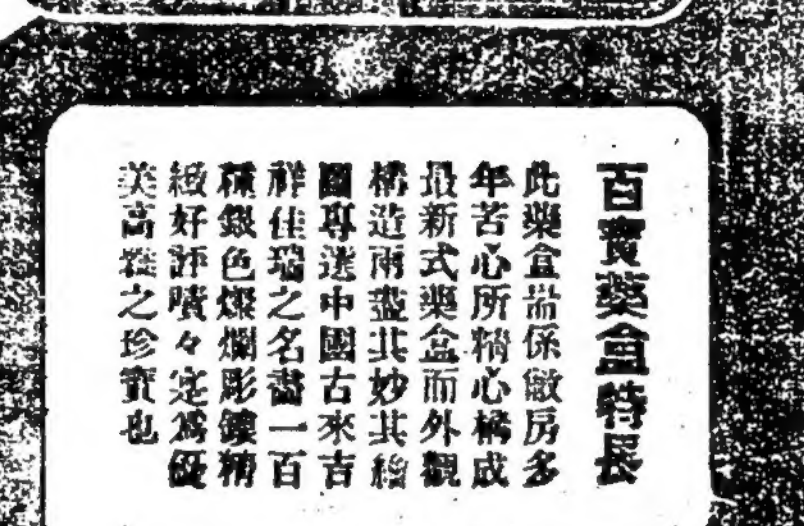 百寶藥盒特長
此藥盒耑係敝房多
年苦心所精心構成
最新式藥盒而外觀
構造兩盡其妙其繪
圖專選中國古來吉
祥佳瑞之名畵一百
種銀色燦爛彫鏤精
緻好評嘖々寔爲優
美高雅之珍寶也